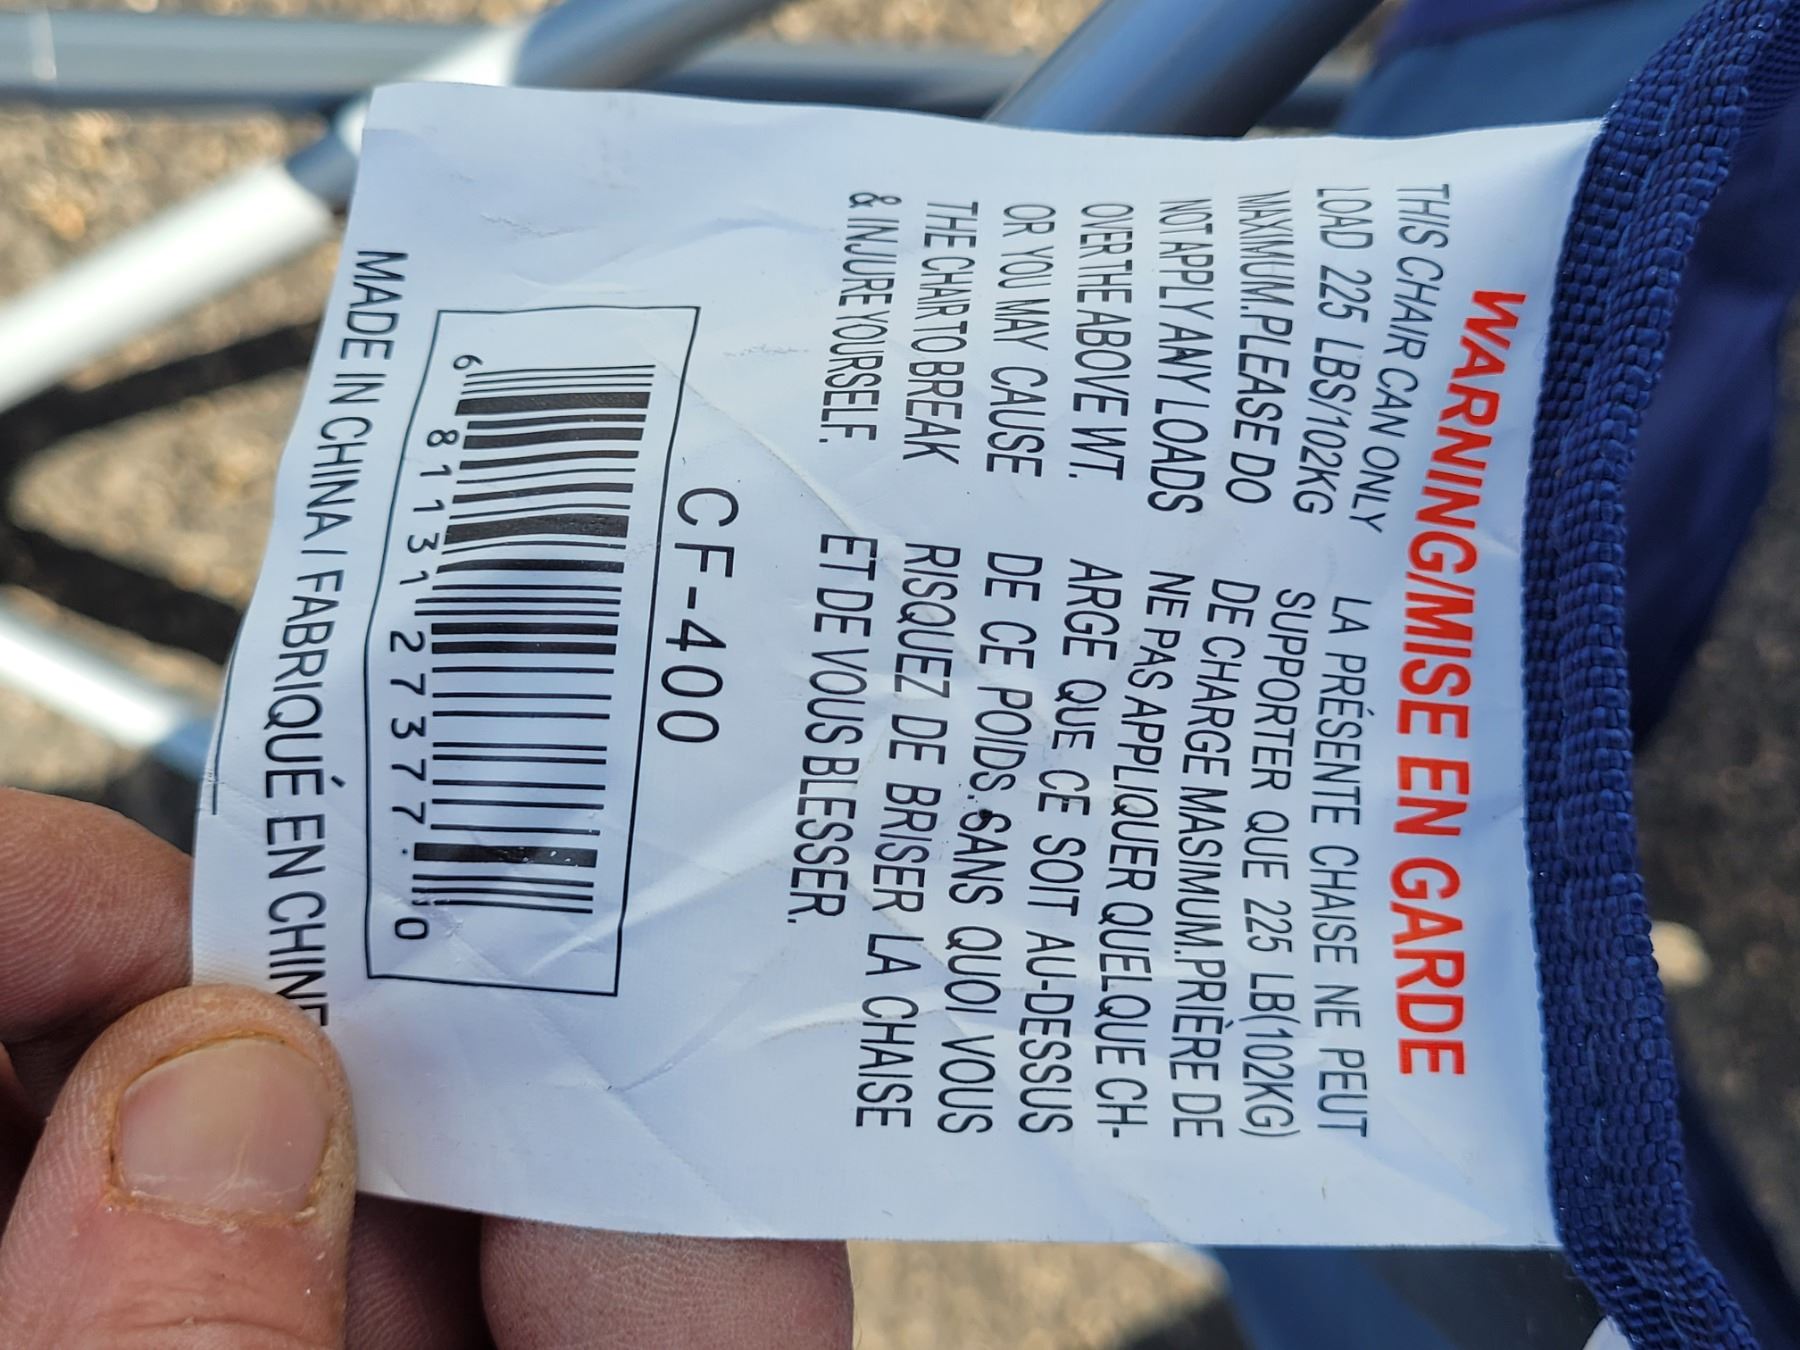 WARNING/MISE EN GARDE
THIS CHAIR CAN ONLY
LOAD 225 LBS/102KG
MAXIMUM.PLEASE DO
NOT APPLY ANY LOADS
OVER THE ABOVE WT.
OR YOU MAY CAUSE
THE CHAIR TO BREAK
& INJURE YOURSELF.
LA PRÉSENTE CHAISE NE PEUT
SUPPORTER QUE 225 LB(102KG)
DE CHARGE MASIMUM.PRIÈRE DE
NE PAS APPLIQUER QUELQUE CH-
ARGE QUE CE SOIT AU-DESSUS
DE CE POIDS. SANS QUOI VOUS
RISQUEZ DE BRISER LA CHAISE
ET DE VOUS BLESSER.
CF-400
6 81131 27377 0
MADE IN CHINA / FABRIQUÉ EN CHINE